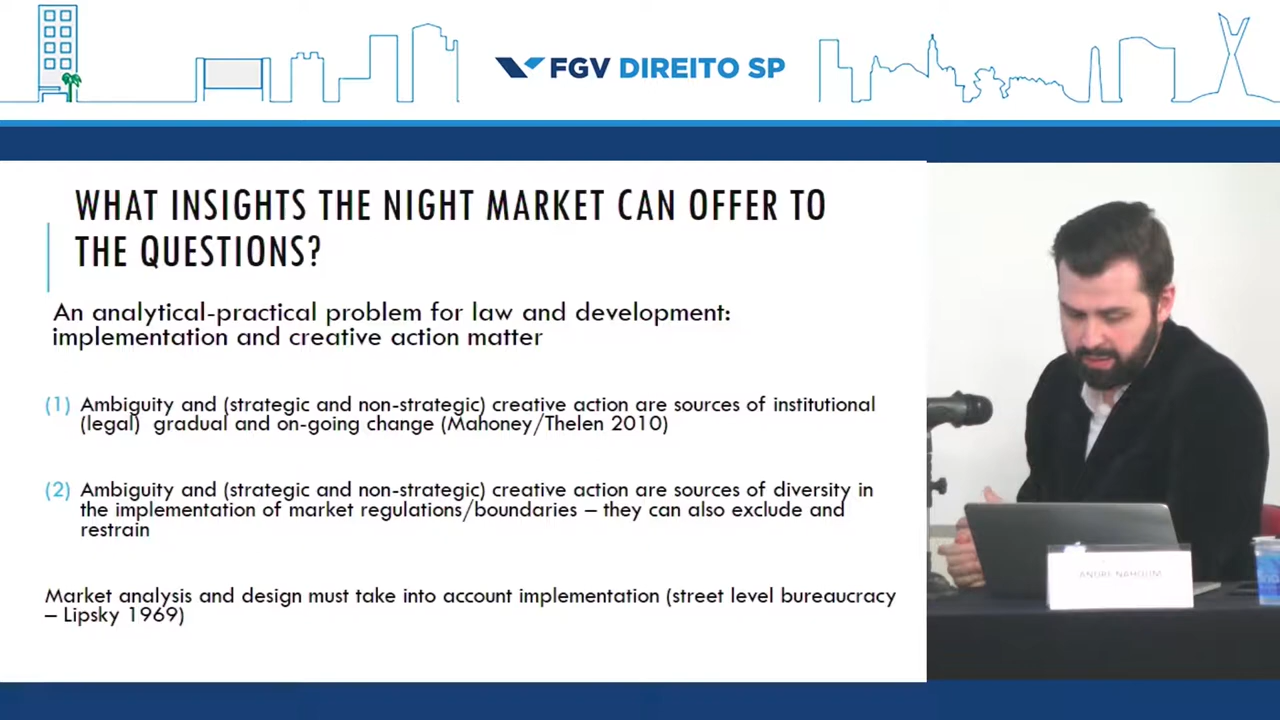 FGV DIREITO SP
WHAT INSIGHTS THE NIGHT MARKET CAN OFFER TO
THE QUESTIONS?
An analytical-practical problem for law and development:
implementation and creative action matter
(1) Ambiguity and (strategic and non-strategic) creative action are sources of institutional
(legal) gradual and on-going change (Mahoney/Thelen 2010)
(2) Ambiguity and (strategic and non-strategic) creative action are sources of diversity in
the implementation of market regulations/boundaries – they can also exclude and
restrain
Market analysis and design must take into account implementation (street level bureaucracy
– Lipsky 1969)
ANDRE NAHOUM